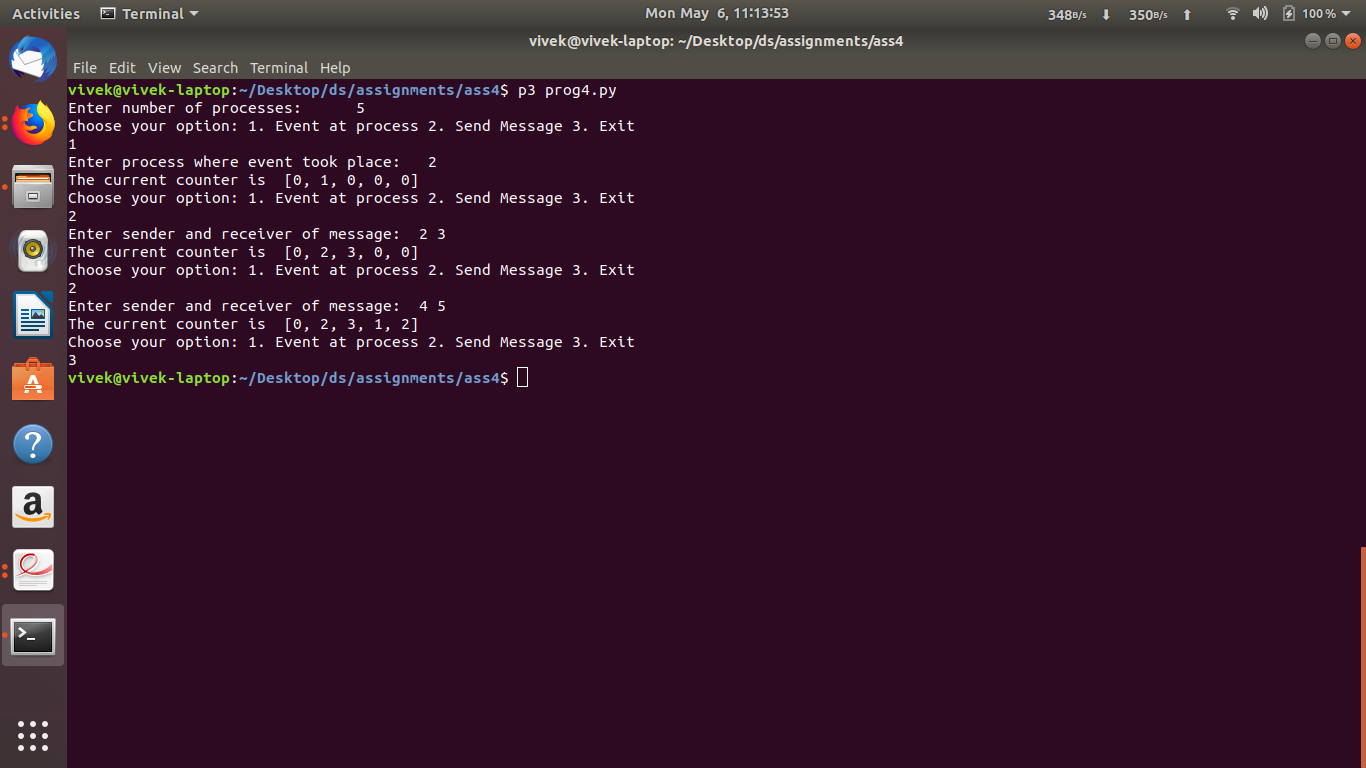 Activities Terminal Mon May 6, 11:13:53 348B/s 350B/s 100%
vivek@vivek-laptop: ~/Desktop/ds/assignments/ass4
File Edit View Search Terminal Help
vivek@vivek-laptop:~/Desktop/ds/assignments/ass4$ p3 prog4.py
Enter number of processes: 5
Choose your option: 1. Event at process 2. Send Message 3. Exit
1
Enter process where event took place: 2
The current counter is [0, 1, 0, 0, 0]
Choose your option: 1. Event at process 2. Send Message 3. Exit
2
Enter sender and receiver of message: 2 3
The current counter is [0, 2, 3, 0, 0]
Choose your option: 1. Event at process 2. Send Message 3. Exit
2
Enter sender and receiver of message: 4 5
The current counter is [0, 2, 3, 1, 2]
Choose your option: 1. Event at process 2. Send Message 3. Exit
3
vivek@vivek-laptop:~/Desktop/ds/assignments/ass4$